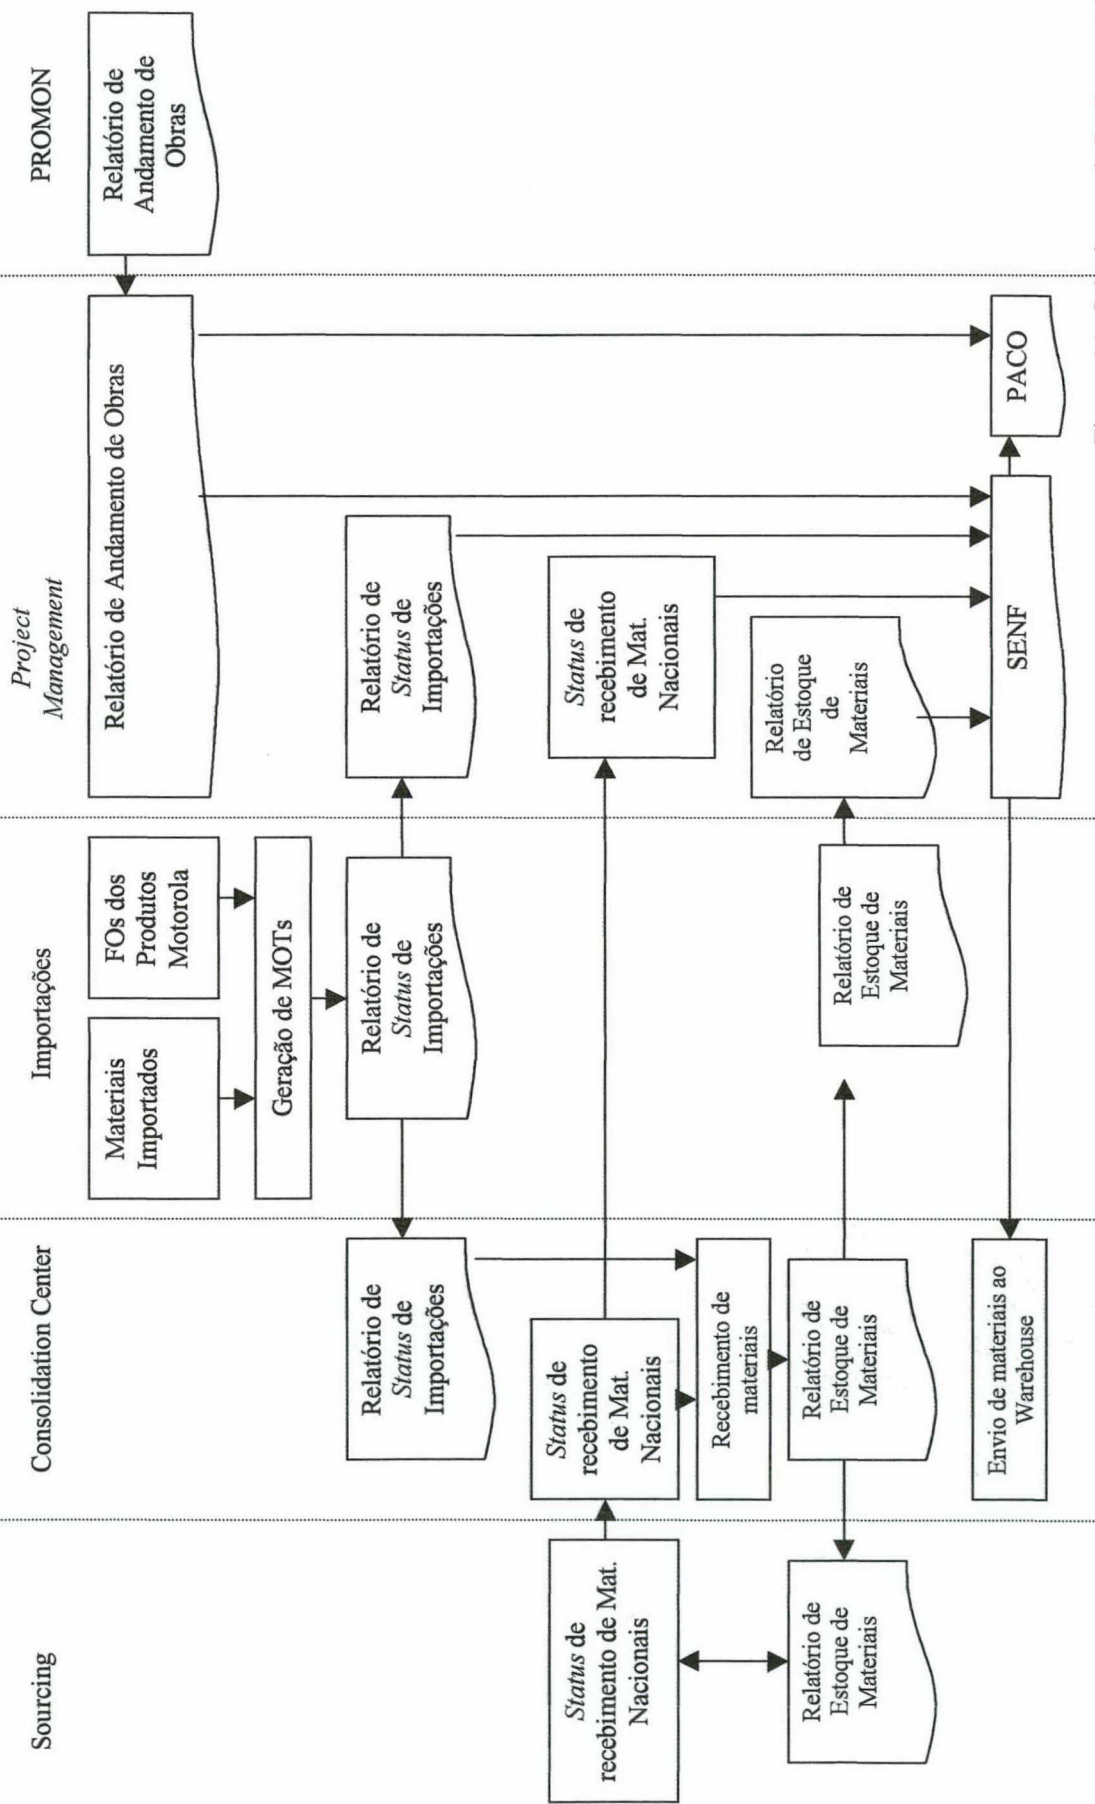 Sourcing
Consolidation Center
Importações
Project
Management
PROMON
Materiais
Importados
FOs dos
Produtos
Motorola
Relatório de Andamento de Obras
Relatório de
Andamento de
Obras
Geração de MOTs
Relatório de
Status de
Importações
Relatório de
Status de
Importações
Relatório de
Status de
Importações
Status de
recebimento de Mat.
Nacionais
Status de
recebimento
de Mat.
Nacionais
Status de
recebimento
de Mat.
Nacionais
Recebimento de
materiais
Relatório de
Estoque de
Materiais
Relatório de
Estoque de
Materiais
Relatório de
Estoque de
Materiais
Relatório
de Estoque
de
Materiais
Envio de materiais ao
Warehouse
SENF
PACO